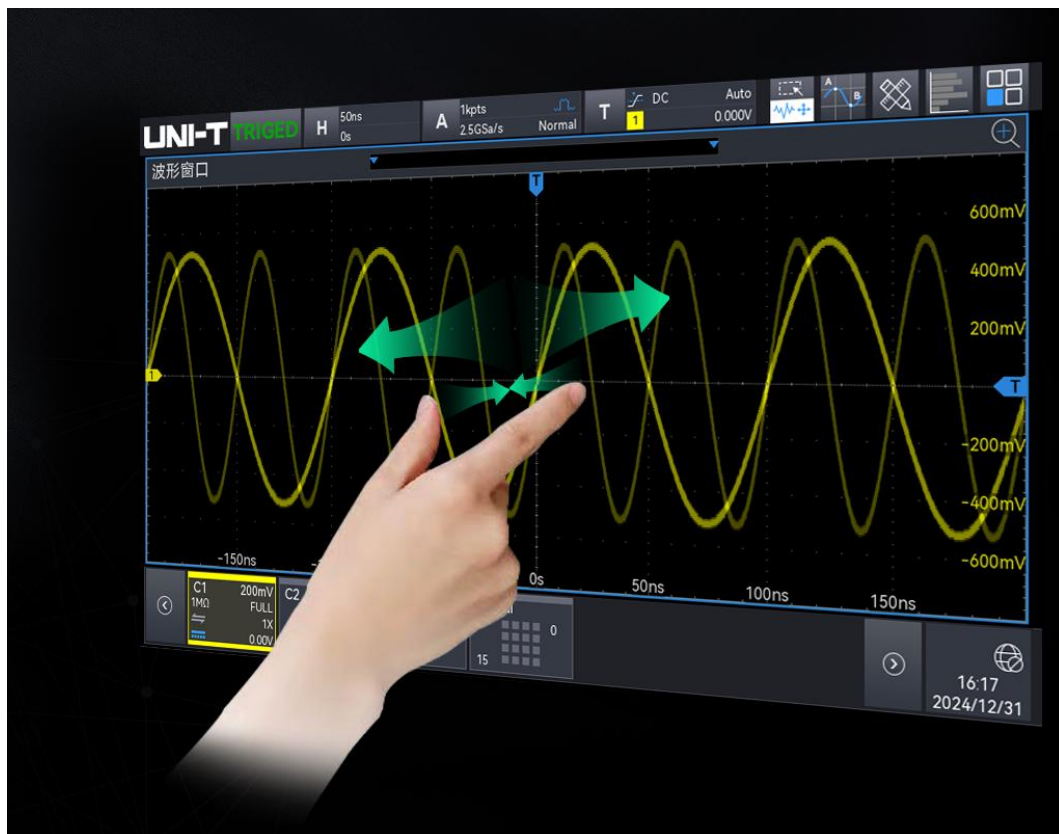 UNI-T TRIGED H 50ns 0s A 1kpts 2.5GSa/s Normal T DC 1 Auto 0.000V A B
波形窗口
T
600mV
400mV
200mV
1
T
-200mV
-400mV
-600mV
-150ns
0s
50ns
100ns
150ns
C1 200mV
1MΩ FULL
1X
0.00V
C2
0
15
16:17
2024/12/31